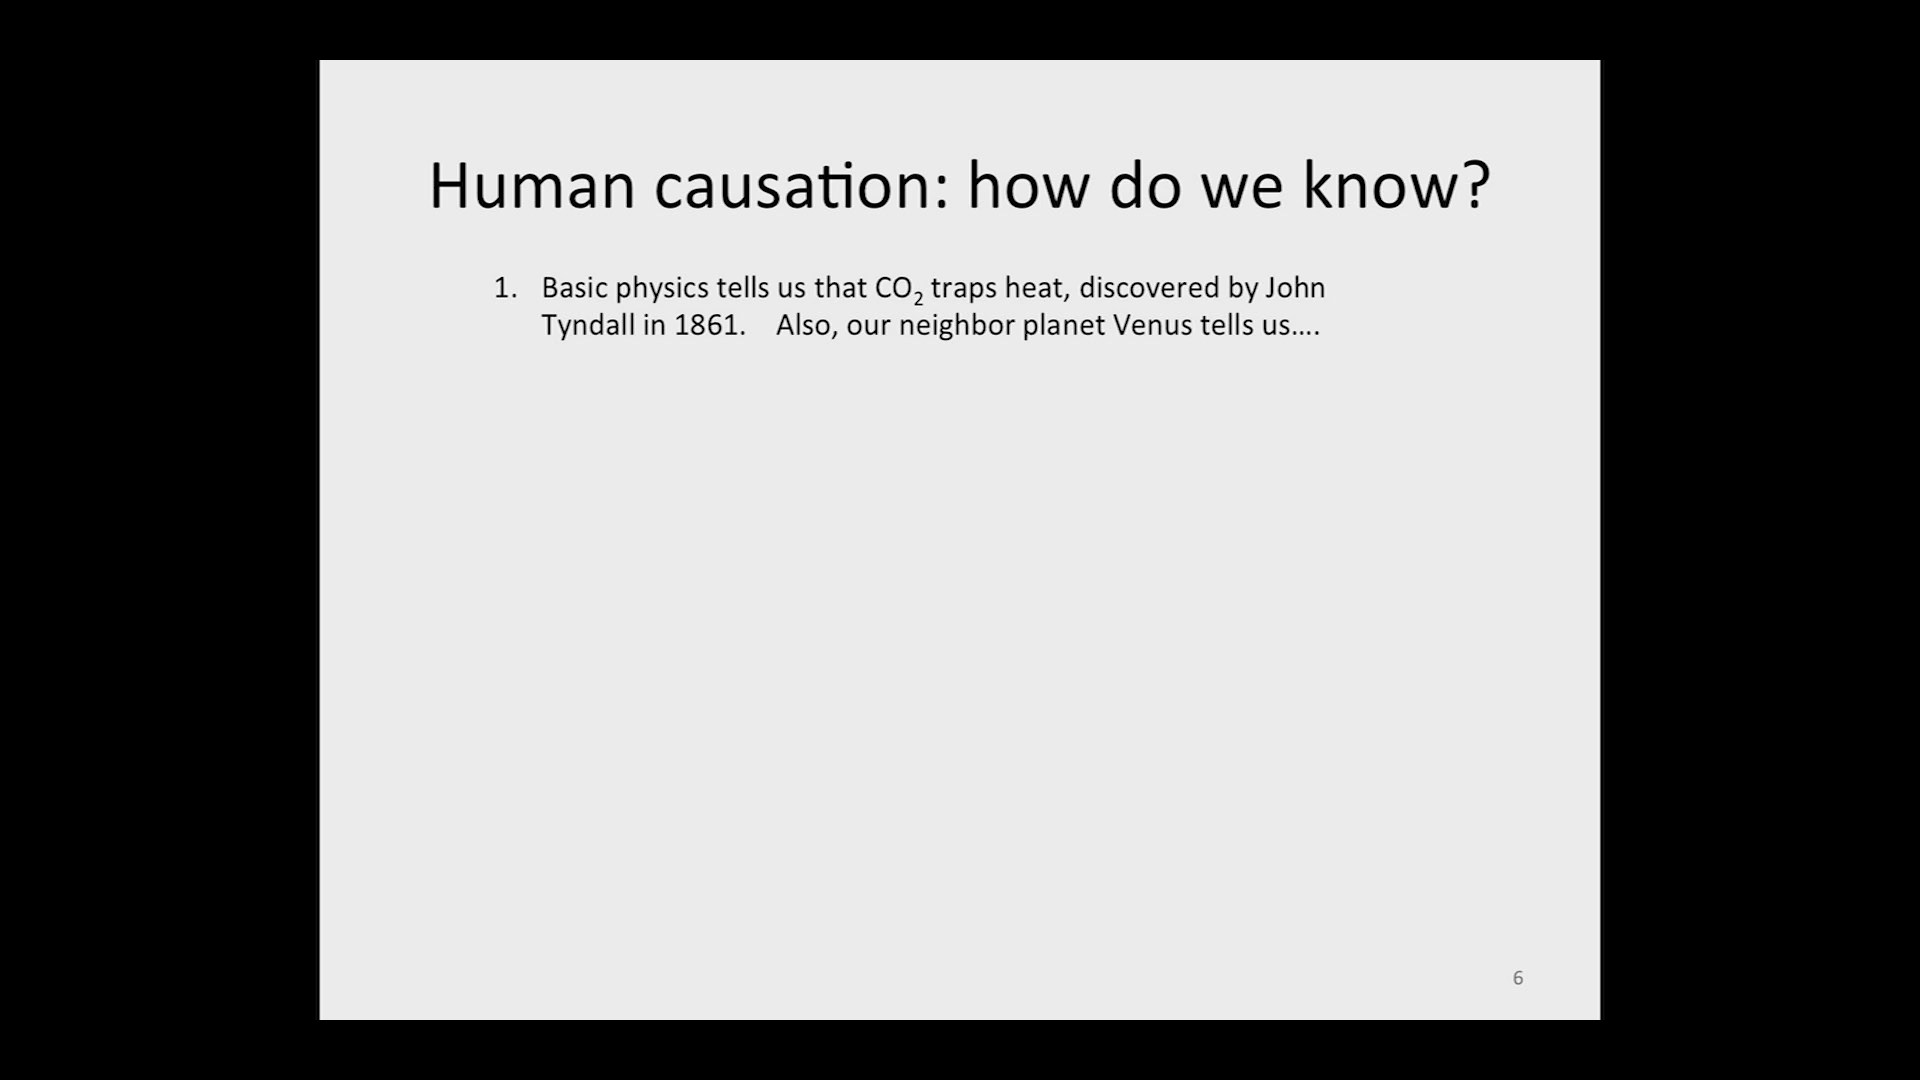 Human causation: how do we know?
1. Basic physics tells us that CO₂ traps heat, discovered by John
Tyndall in 1861. Also, our neighbor planet Venus tells us....
6